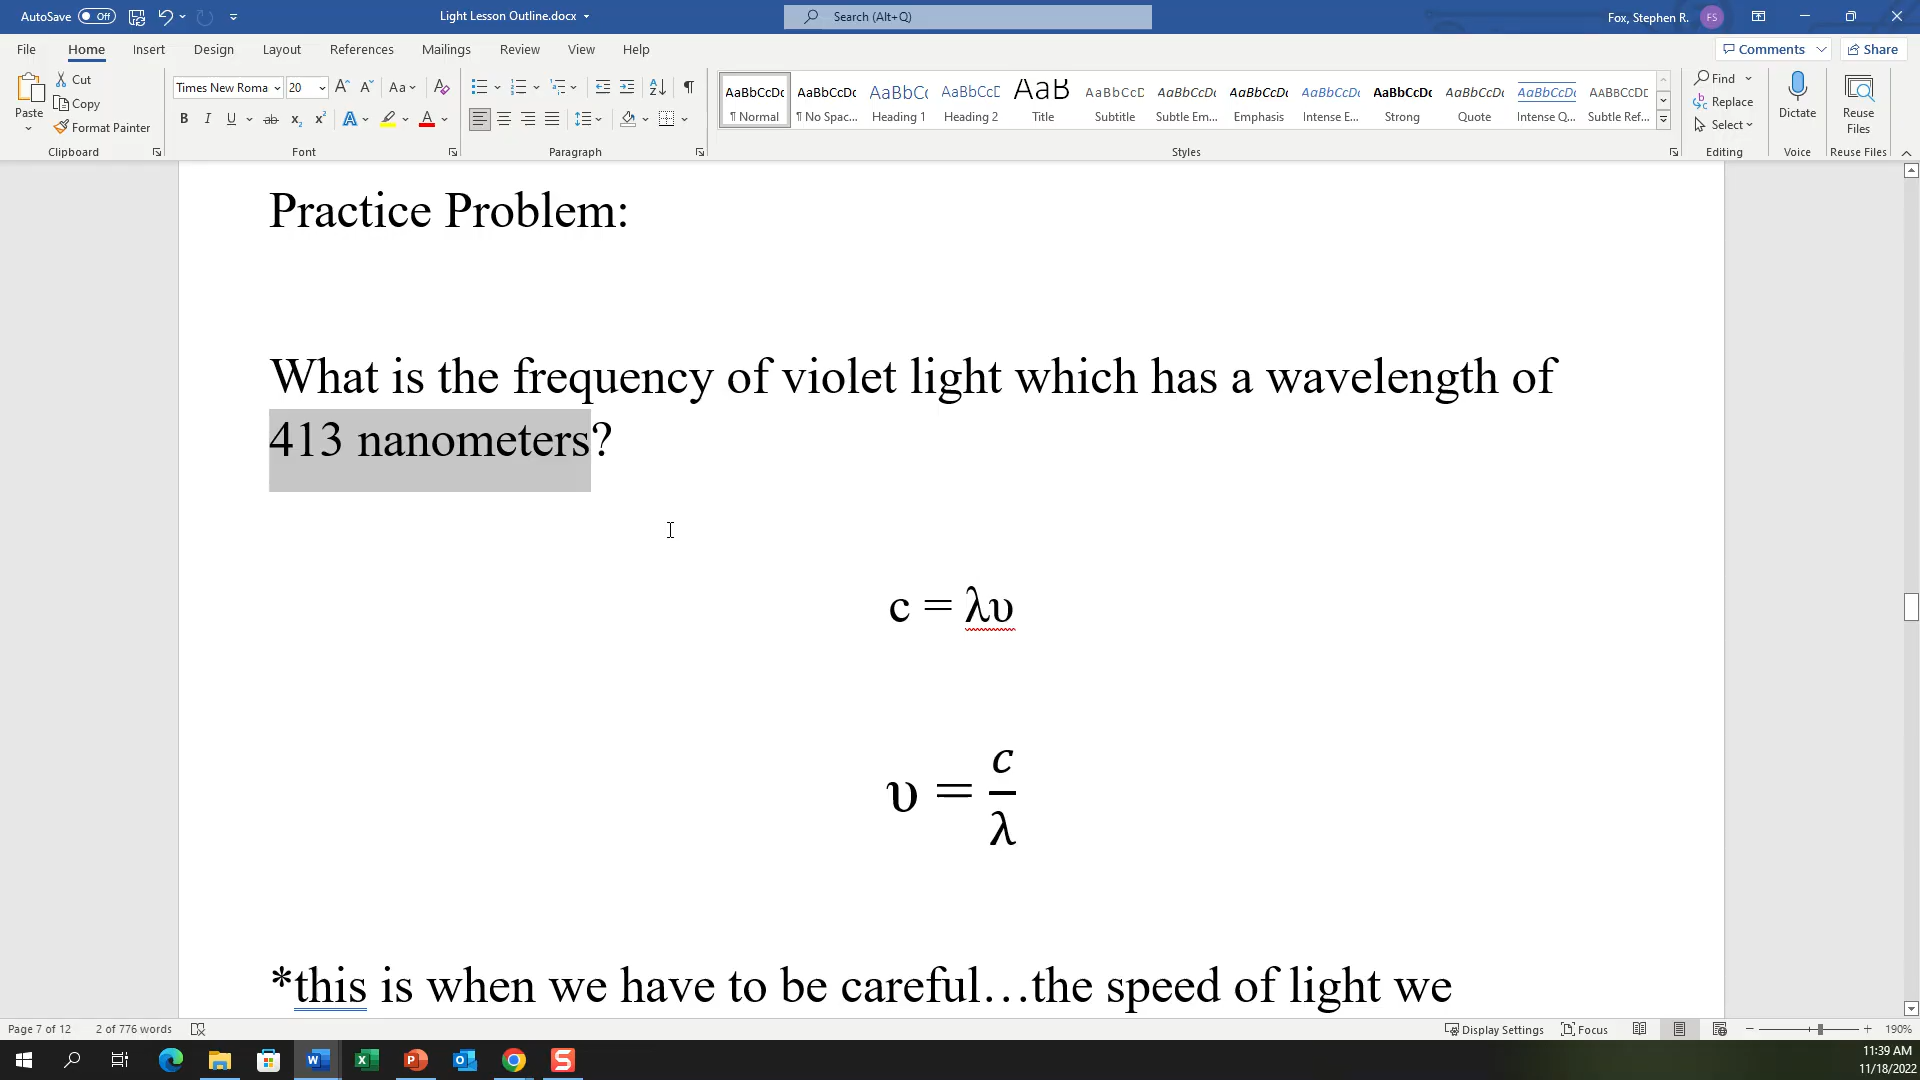 AutoSave Off Light Lesson Outline.docx Search (Alt+Q) Fox, Stephen R. FS
File Home Insert Design Layout References Mailings Review View Help Comments Share
Paste Cut Copy Format Painter Clipboard
Times New Roma 20 Aa Font
Paragraph
AaBbCcDc AaBbCcDc AaBbCc AaBbCcD AaB AaBbCcD AaBbCcDc AaBbCcDc AaBbCcDc AaBbCcDc AaBbCcDc AaBbCcDc AaBbCcDc
¶ Normal ¶ No Spac... Heading 1 Heading 2 Title Subtitle Subtle Em... Emphasis Intense E... Strong Quote Intense Q... Subtle Ref...
Styles
Find Replace Select Editing
Dictate Voice
Reuse Files Reuse Files
Practice Problem:
What is the frequency of violet light which has a wavelength of
413 nanometers?
c = λυ
υ = c/λ
*this is when we have to be careful…the speed of light we
Page 7 of 12 2 of 776 words Display Settings Focus 190%
11:39 AM
11/18/2022